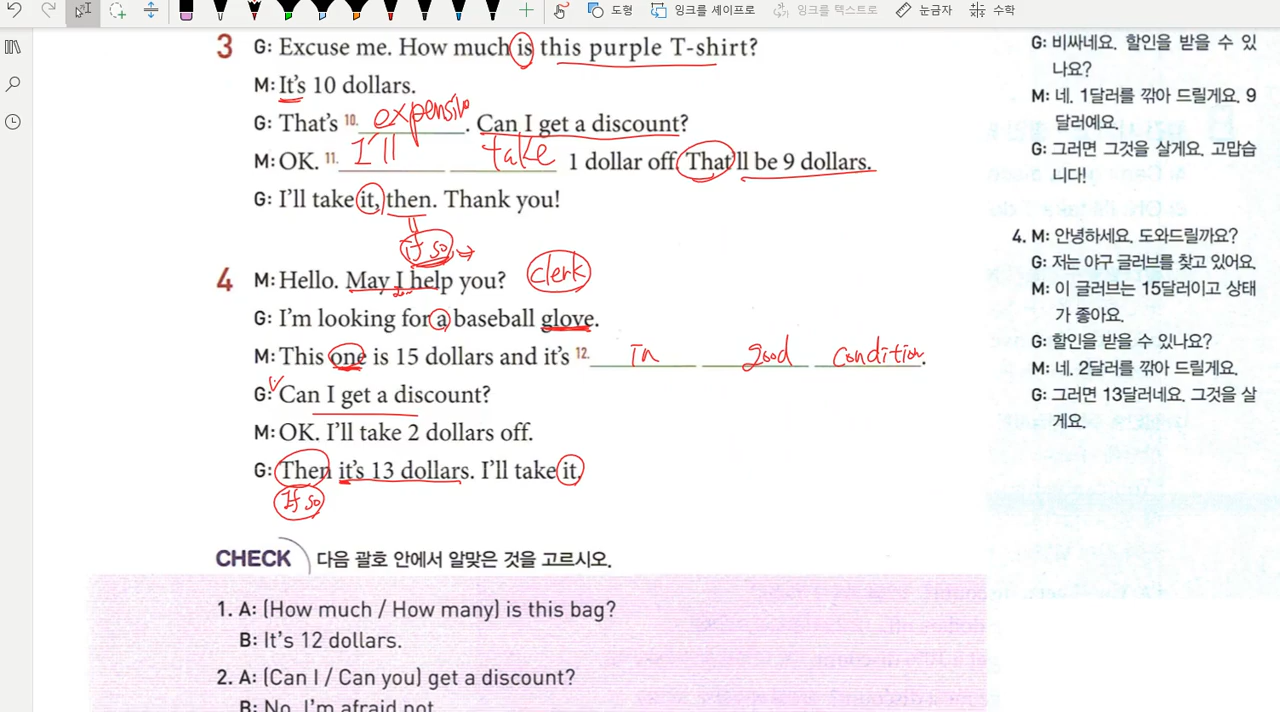 도형
잉크를 셰이프로
잉크를 텍스트로
눈금자
수학
3 G: Excuse me. How much is this purple T-shirt?
M: It's 10 dollars.
G: That's 10. expensive. Can I get a discount?
M: OK. 11. I'll take 1 dollar off. That'll be 9 dollars.
G: I'll take it, then. Thank you!
If so
4 M: Hello. May I help you? clerk
G: I'm looking for a baseball glove.
M: This one is 15 dollars and it's 12. in good condition.
G: Can I get a discount?
M: OK. I'll take 2 dollars off.
G: Then it's 13 dollars. I'll take it.
If so
CHECK 다음 괄호 안에서 알맞은 것을 고르시오.
1. A: (How much / How many) is this bag?
B: It's 12 dollars.
2. A: (Can I / Can you) get a discount?
B: No, I'm afraid not.
G: 비싸네요. 할인을 받을 수 있
나요?
M: 네. 1달러를 깎아 드릴게요. 9
달러예요.
G: 그러면 그것을 살게요. 고맙습
니다!
4. M: 안녕하세요. 도와드릴까요?
G: 저는 야구 글러브를 찾고 있어요.
M: 이 글러브는 15달러이고 상태
가 좋아요.
G: 할인을 받을 수 있나요?
M: 네. 2달러를 깎아 드릴게요.
G: 그러면 13달러네요. 그것을 살
게요.